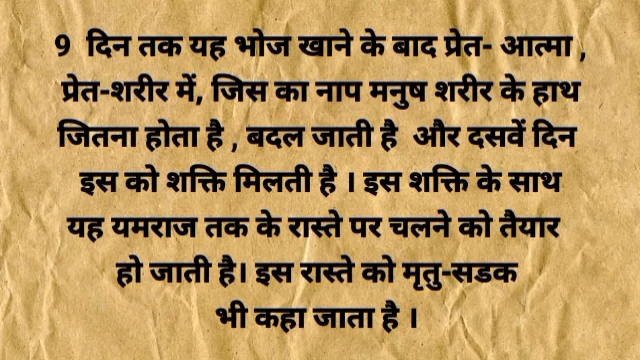 9 दिन तक यह भोज खाने के बाद प्रेत- आत्मा ,
प्रेत-शरीर में, जिस का नाप मनुष शरीर के हाथ
जितना होता है , बदल जाती है और दसवें दिन
इस को शक्ति मिलती है । इस शक्ति के साथ
यह यमराज तक के रास्ते पर चलने को तैयार
हो जाती है। इस रास्ते को मृतु-सडक
भी कहा जाता है ।